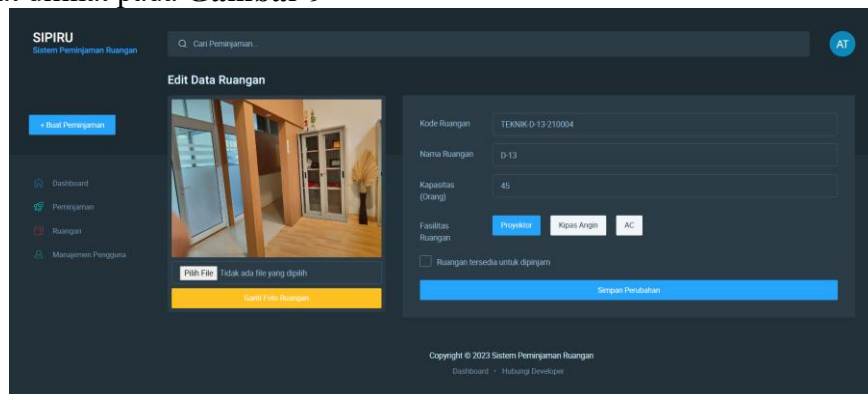 pada Gambar 9
SIPIRU
Sistem Peminjaman Ruangan
Cari Peminjaman..
AT
Edit Data Ruangan
+ Buat Peminjaman
Dashboard
Peminjaman
Ruangan
Manajemen Pengguna
Kode Ruangan
TEKNIK-D-13-210004
Nama Ruangan
D-13
Kapasitas
(Orang)
45
Fasilitas
Ruangan
Proyektor
Kipas Angin
AC
Ruangan tersedia untuk dipinjam
Simpan Perubahan
Pilih File Tidak ada file yang dipilih
Ganti Foto Ruangan
Copyright © 2023 Sistem Peminjaman Ruangan
Dashboard • Hubungi Developer